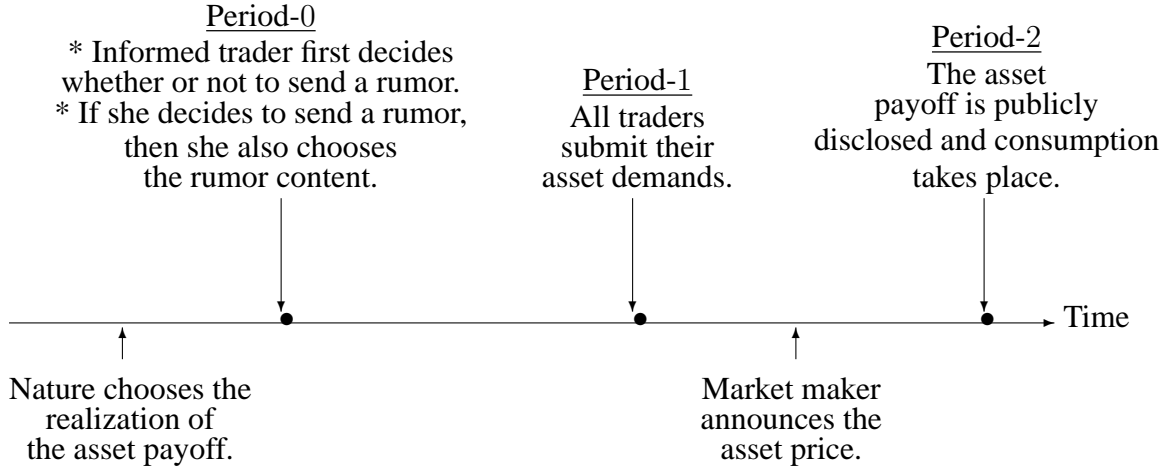 Period-0
* Informed trader first decides
whether or not to send a rumor.
* If she decides to send a rumor,
then she also chooses
the rumor content.
Period-1
All traders
submit their
asset demands.
Period-2
The asset
payoff is publicly
disclosed and consumption
takes place.
Time
Nature chooses the
realization of
the asset payoff.
Market maker
announces the
asset price.